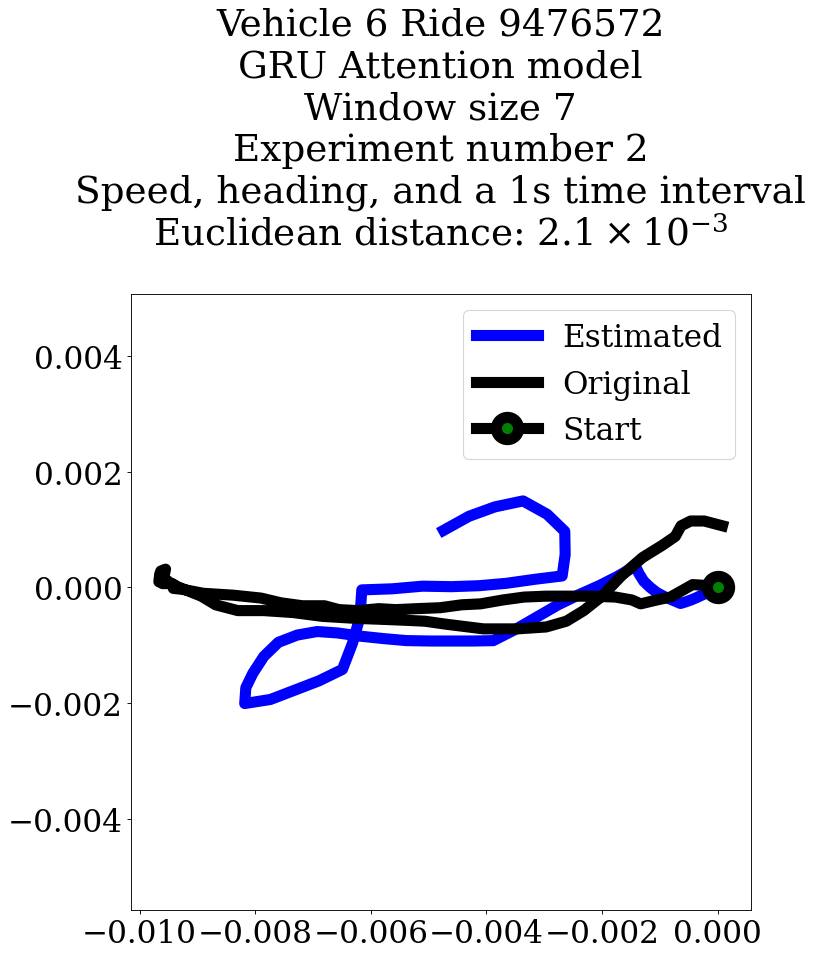 Vehicle 6 Ride 9476572
GRU Attention model
Window size 7
Experiment number 2
Speed, heading, and a 1s time interval
Euclidean distance: 2.1 × 10⁻³
Estimated
Original
Start
0.004
0.002
0.000
−0.002
−0.004
−0.010 −0.008 −0.006 −0.004 −0.002 0.000